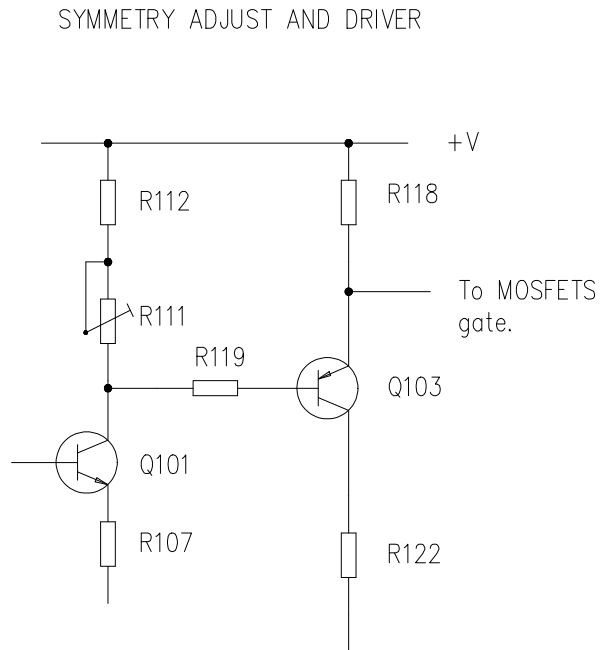 SYMMETRY ADJUST AND DRIVER
+V
R112
R118
To MOSFETS
gate.
R111
R119
Q103
Q101
R107
R122